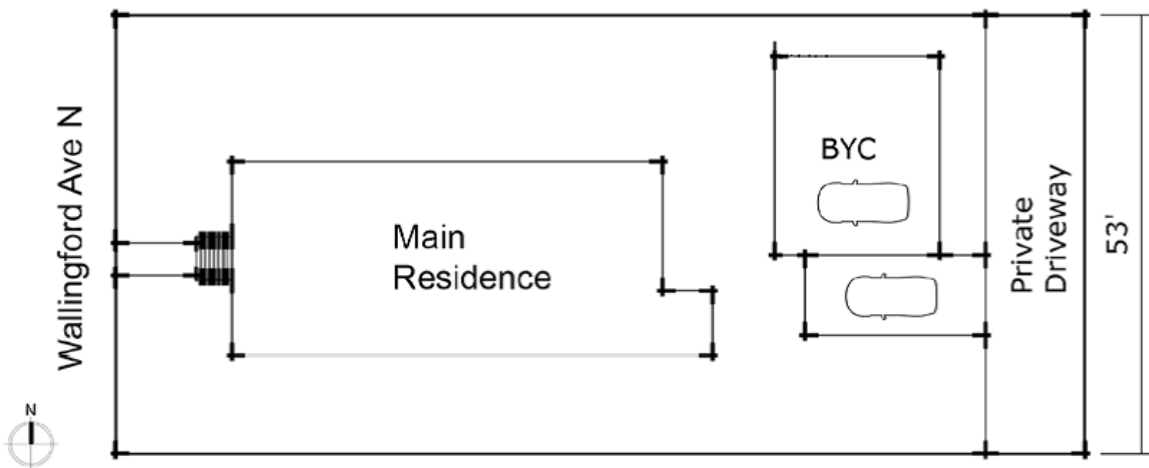 Wallingford Ave N
Main
Residence
BYC
Private
Driveway
53'
N